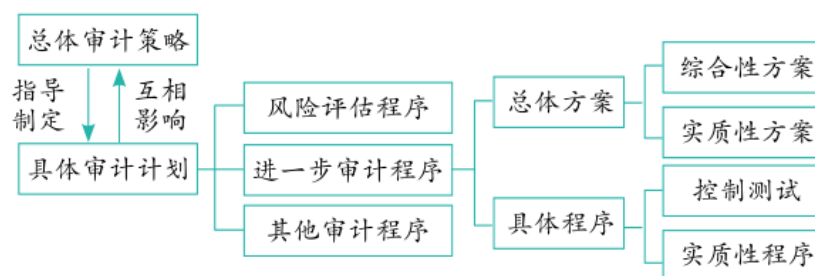 总体审计策略
指导
制定
互相
影响
具体审计计划
风险评估程序
进一步审计程序
其他审计程序
总体方案
具体程序
综合性方案
实质性方案
控制测试
实质性程序